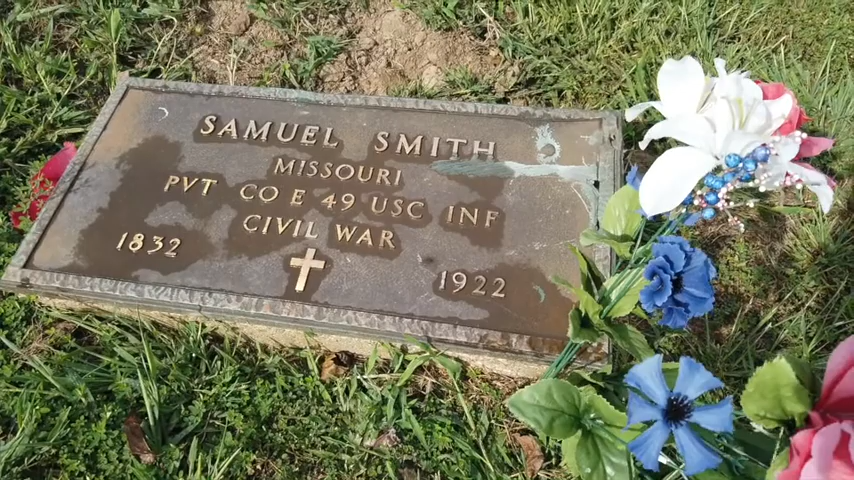 SAMUEL SMITH
MISSOURI
PVT CO E 49 USC INF
CIVIL WAR
1832 1922